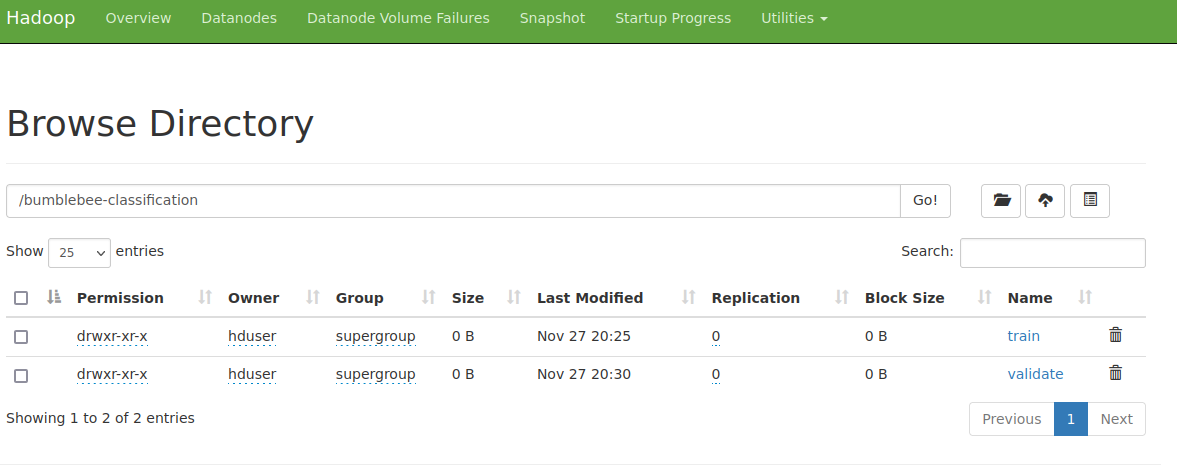 Hadoop Overview Datanodes Datanode Volume Failures Snapshot Startup Progress Utilities
Browse Directory
/bumblebee-classification Go!
Show 25 entries Search:
Permission Owner Group Size Last Modified Replication Block Size Name
drwxr-xr-x hduser supergroup 0 B Nov 27 20:25 0 0 B train
drwxr-xr-x hduser supergroup 0 B Nov 27 20:30 0 0 B validate
Showing 1 to 2 of 2 entries Previous 1 Next